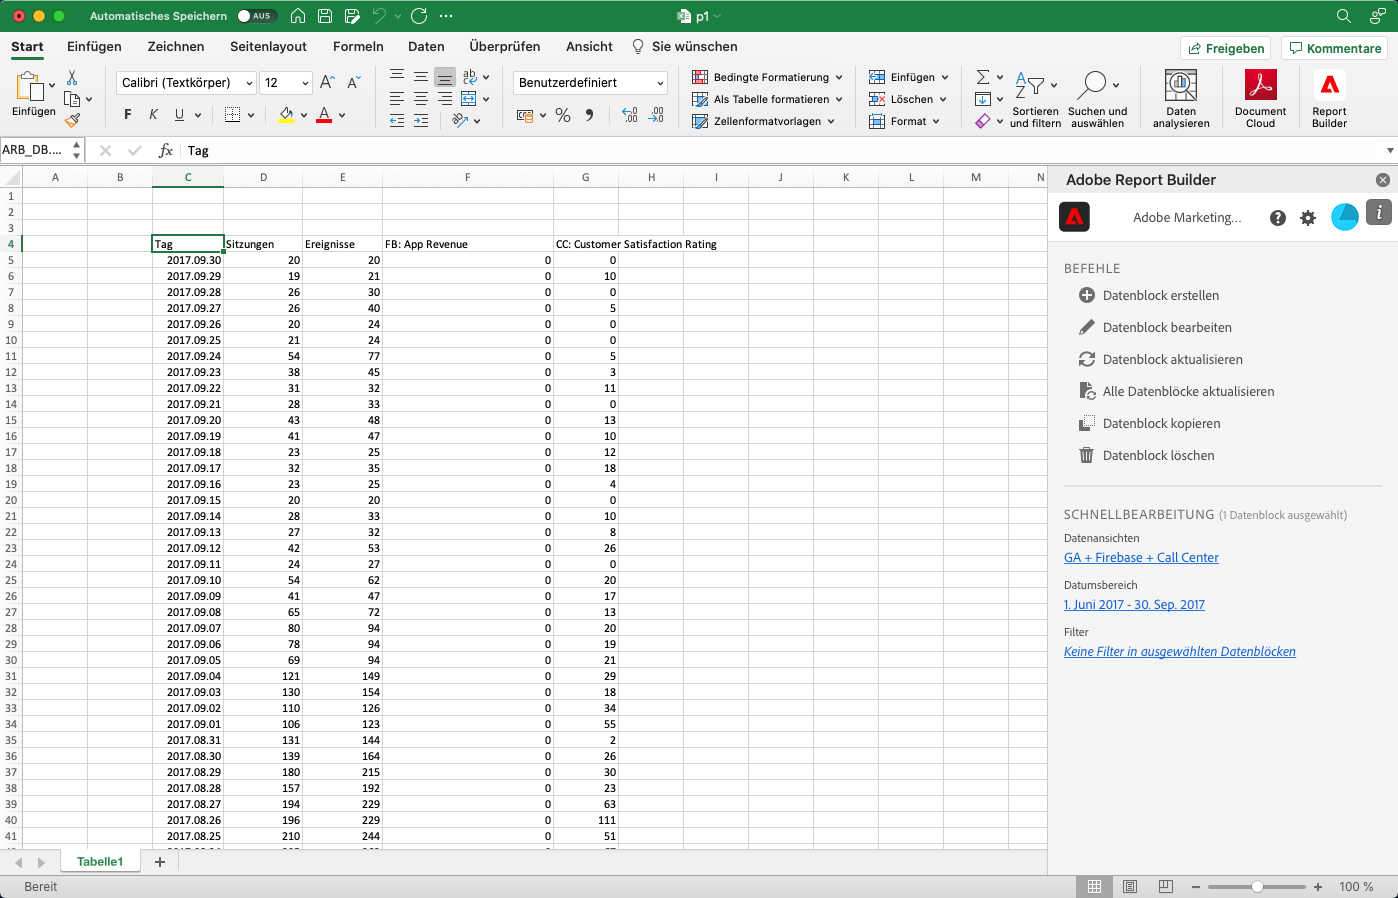 Automatisches Speichern AUS p1
Start Einfügen Zeichnen Seitenlayout Formeln Daten Überprüfen Ansicht Sie wünschen Freigeben Kommentare
Calibri (Textkörper) 12 Benutzerdefiniert
Bedingte Formatierung
Als Tabelle formatieren
Zellenformatvorlagen
Einfügen
Löschen
Format
Einfügen
F K U
Sortieren
und filtern
Suchen und
auswählen
Daten
analysieren
Document
Cloud
Report
Builder
ARB_DB.... fx Tag
A B C D E F G H I J K L M N
1
2
3
4 Tag Sitzungen Ereignisse FB: App Revenue CC: Customer Satisfaction Rating
5 2017.09.30 20 20 0 0
6 2017.09.29 19 21 0 10
7 2017.09.28 26 30 0 0
8 2017.09.27 26 40 0 5
9 2017.09.26 20 24 0 0
10 2017.09.25 21 24 0 0
11 2017.09.24 54 77 0 5
12 2017.09.23 38 45 0 3
13 2017.09.22 31 32 0 11
14 2017.09.21 28 33 0 0
15 2017.09.20 43 48 0 13
16 2017.09.19 41 47 0 10
17 2017.09.18 23 25 0 12
18 2017.09.17 32 35 0 18
19 2017.09.16 23 25 0 4
20 2017.09.15 20 20 0 0
21 2017.09.14 28 33 0 10
22 2017.09.13 27 32 0 8
23 2017.09.12 42 53 0 26
24 2017.09.11 24 27 0 0
25 2017.09.10 54 62 0 20
26 2017.09.09 41 47 0 17
27 2017.09.08 65 72 0 13
28 2017.09.07 80 94 0 20
29 2017.09.06 78 94 0 19
30 2017.09.05 69 94 0 21
31 2017.09.04 121 149 0 29
32 2017.09.03 130 154 0 18
33 2017.09.02 110 126 0 34
34 2017.09.01 106 123 0 55
35 2017.08.31 131 144 0 2
36 2017.08.30 139 164 0 26
37 2017.08.29 180 215 0 30
38 2017.08.28 157 192 0 23
39 2017.08.27 194 229 0 63
40 2017.08.26 196 229 0 111
41 2017.08.25 210 244 0 51
Adobe Report Builder
Adobe Marketing...
BEFEHLE
Datenblock erstellen
Datenblock bearbeiten
Datenblock aktualisieren
Alle Datenblöcke aktualisieren
Datenblock kopieren
Datenblock löschen
SCHNELLBEARBEITUNG (1 Datenblock ausgewählt)
Datenansichten
GA + Firebase + Call Center
Datumsbereich
1. Juni 2017 - 30. Sep. 2017
Filter
Keine Filter in ausgewählten Datenblöcken
Tabelle1
Bereit 100 %